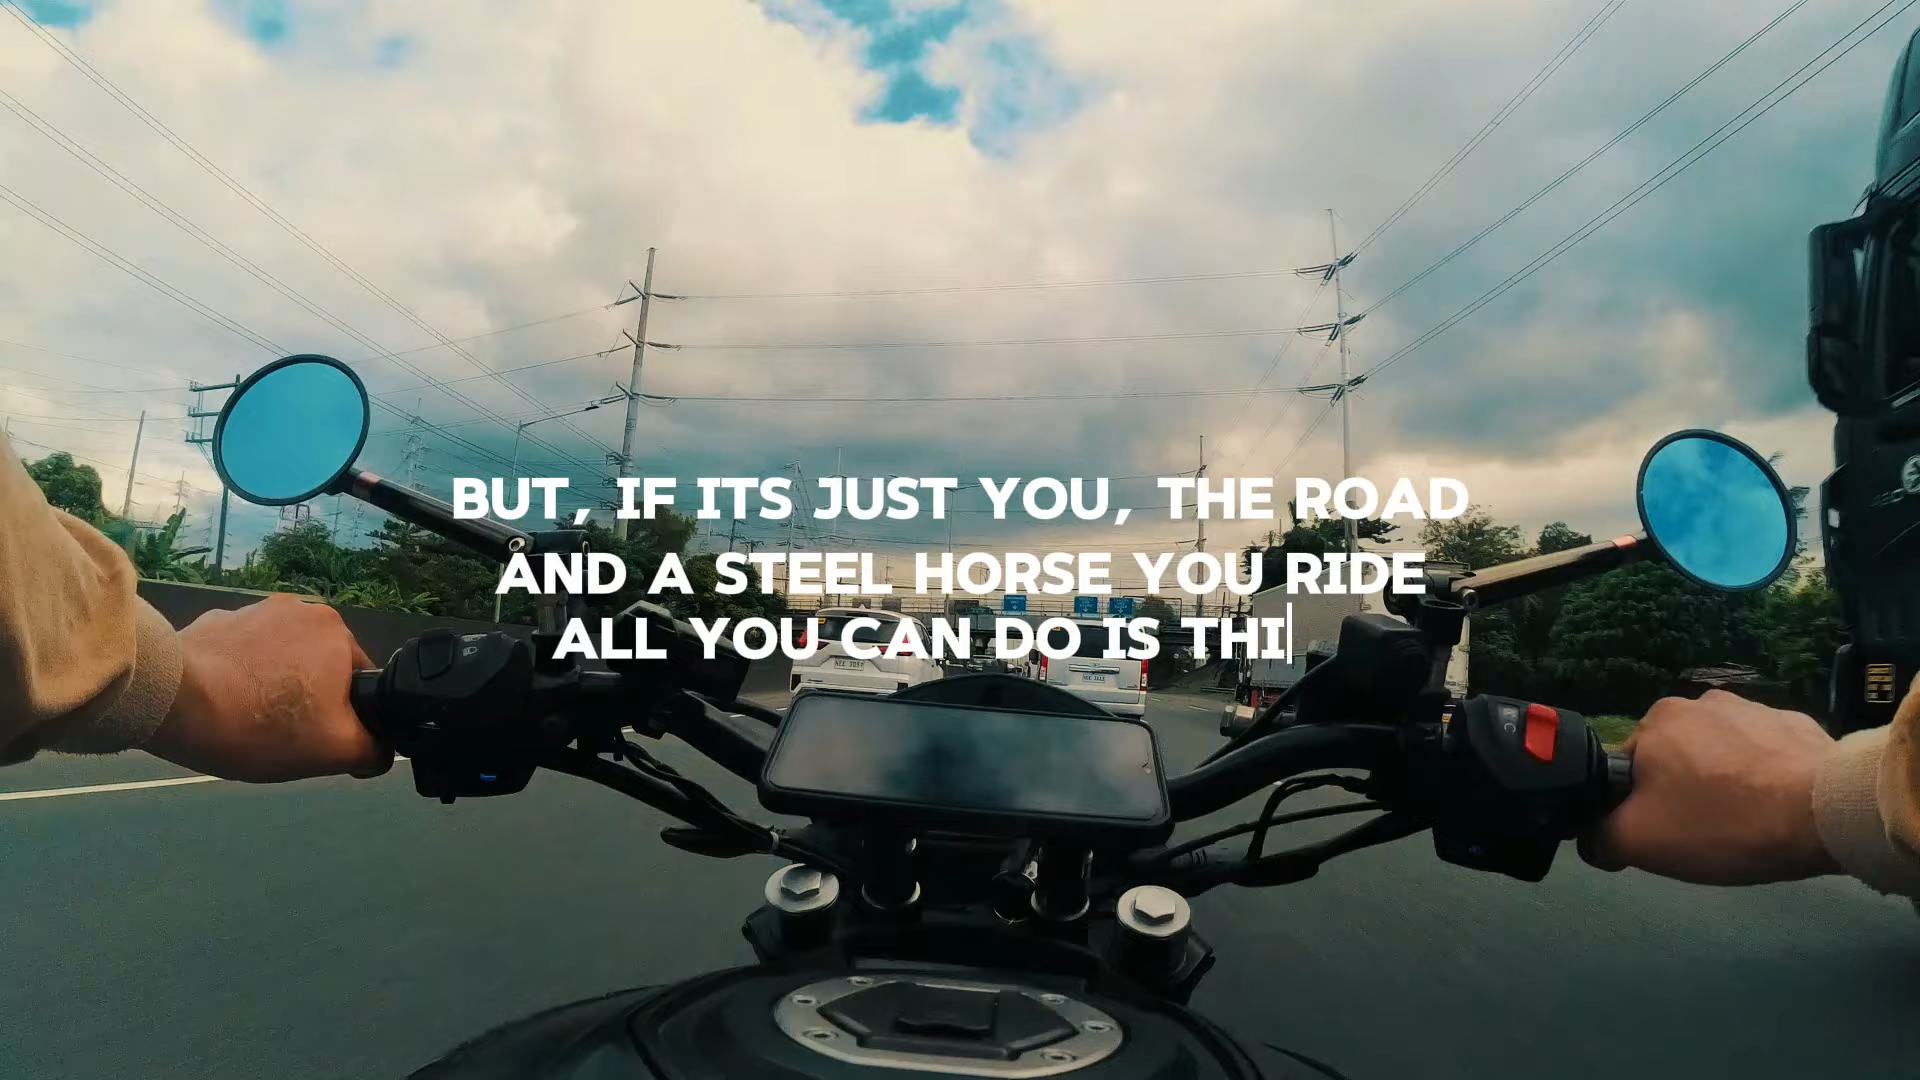 BUT, IF ITS JUST YOU, THE ROAD
AND A STEEL HORSE YOU RIDE
ALL YOU CAN DO IS THI